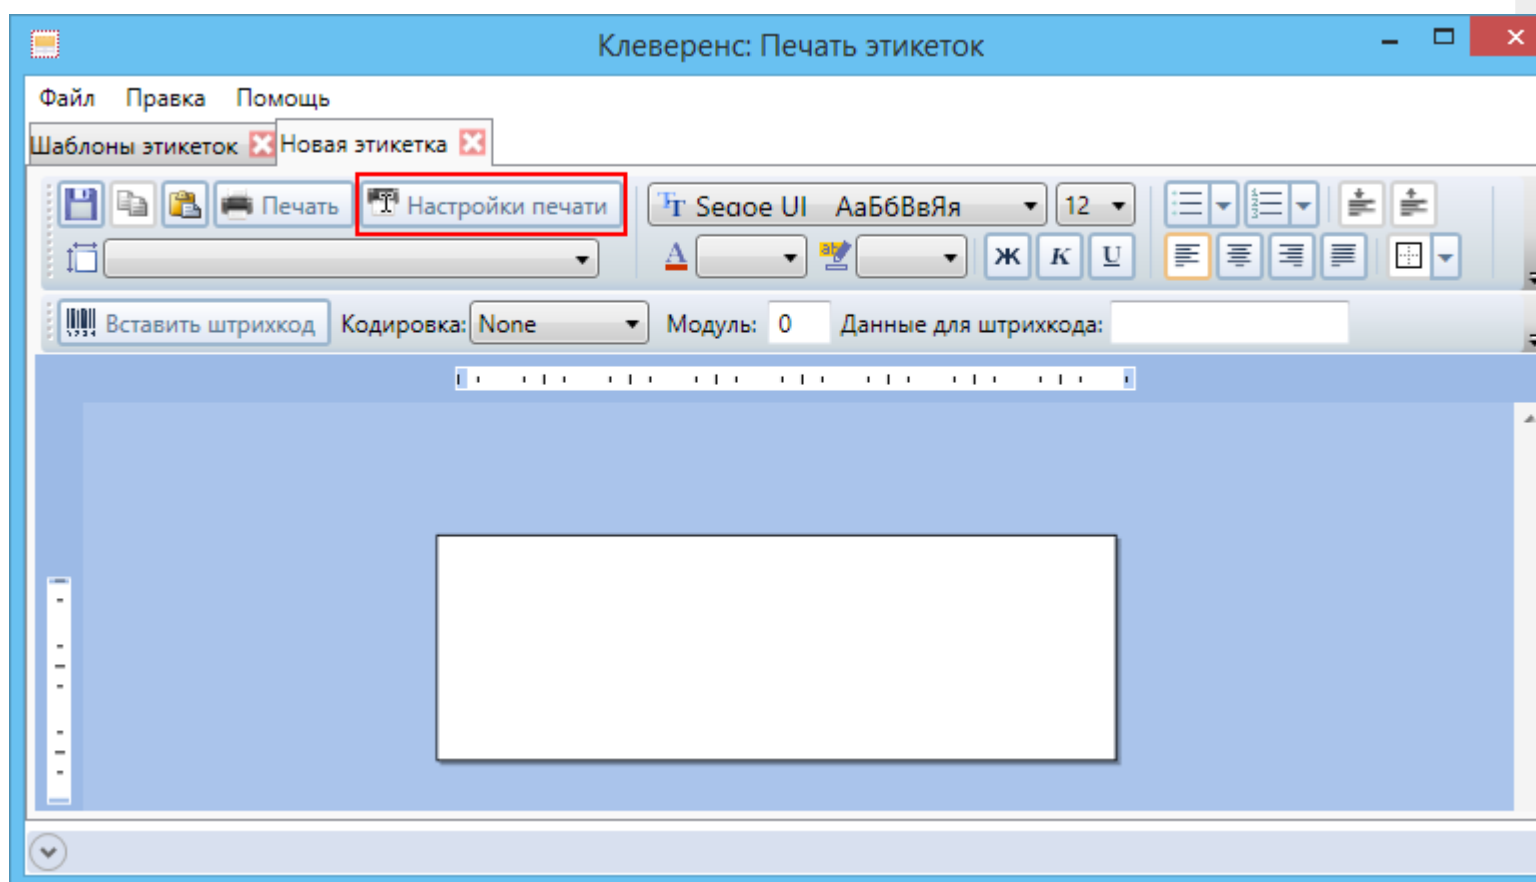 Клеверенс: Печать этикеток
Файл Правка Помощь
Шаблоны этикеток Новая этикетка
Печать Настройки печати Segoe UI АаБбВвЯя 12
A ab Ж К U
Вставить штрихкод Кодировка: None Модуль: 0 Данные для штрихкода: